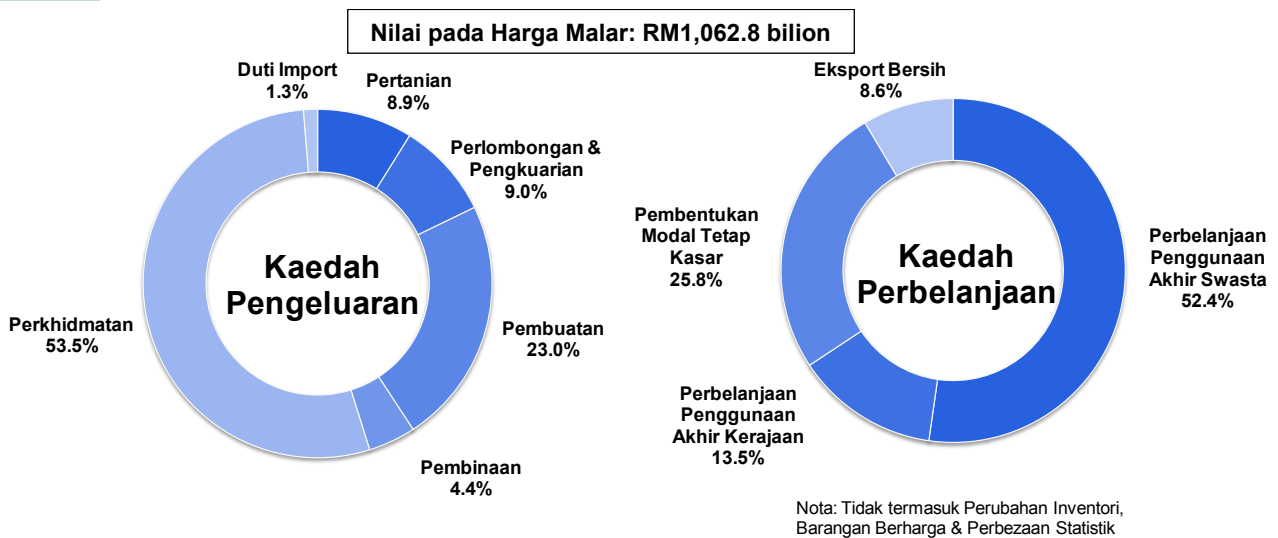 Nilai pada Harga Malar: RM1,062.8 bilion
Duti Import
1.3%
Pertanian
8.9%
Perlombongan &
Pengkuarian
9.0%
Pembuatan
23.0%
Pembinaan
4.4%
Perkhidmatan
53.5%
Kaedah
Pengeluaran
Eksport Bersih
8.6%
Perbelanjaan
Penggunaan
Akhir Swasta
52.4%
Perbelanjaan
Penggunaan
Akhir Kerajaan
13.5%
Pembentukan
Modal Tetap
Kasar
25.8%
Kaedah
Perbelanjaan
Nota: Tidak termasuk Perubahan Inventori,
Barangan Berharga & Perbezaan Statistik